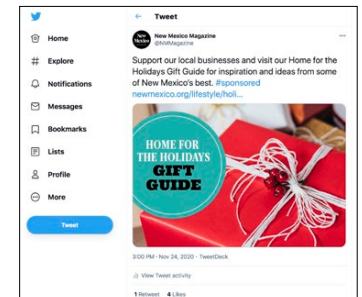 Tweet
Home
Explore
Notifications
Messages
Bookmarks
Lists
Profile
More
Tweet
New Mexico
New Mexico Magazine
@NMMagazine
Support our local businesses and visit our Home for the
Holidays Gift Guide for inspiration and ideas from some
of New Mexico's best. #sponsored
newmexico.org/lifestyle/holi...
HOME FOR
THE HOLIDAYS
GIFT
GUIDE
3:00 PM · Nov 24, 2020 · TweetDeck
View Tweet activity
1 Retweet 4 Likes